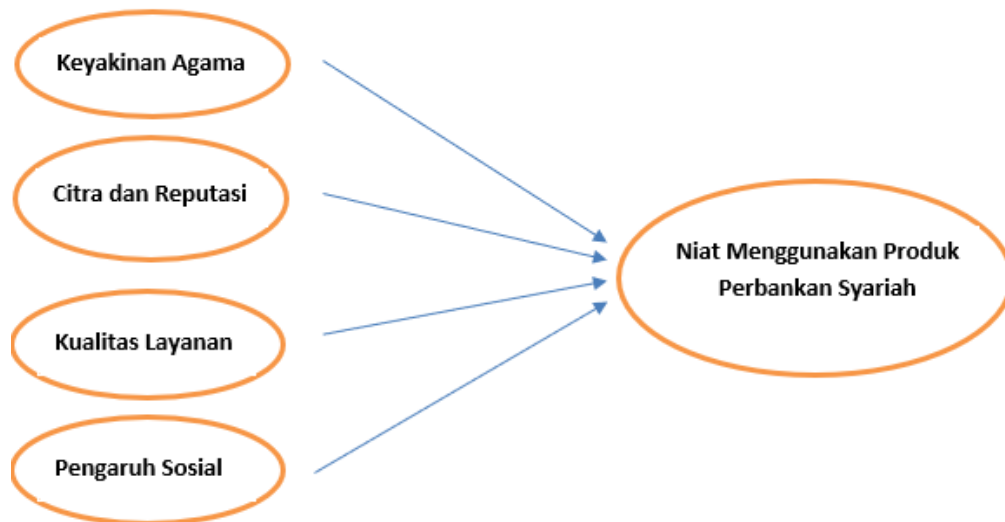 Keyakinan Agama
Citra dan Reputasi
Kualitas Layanan
Pengaruh Sosial
Niat Menggunakan Produk
Perbankan Syariah